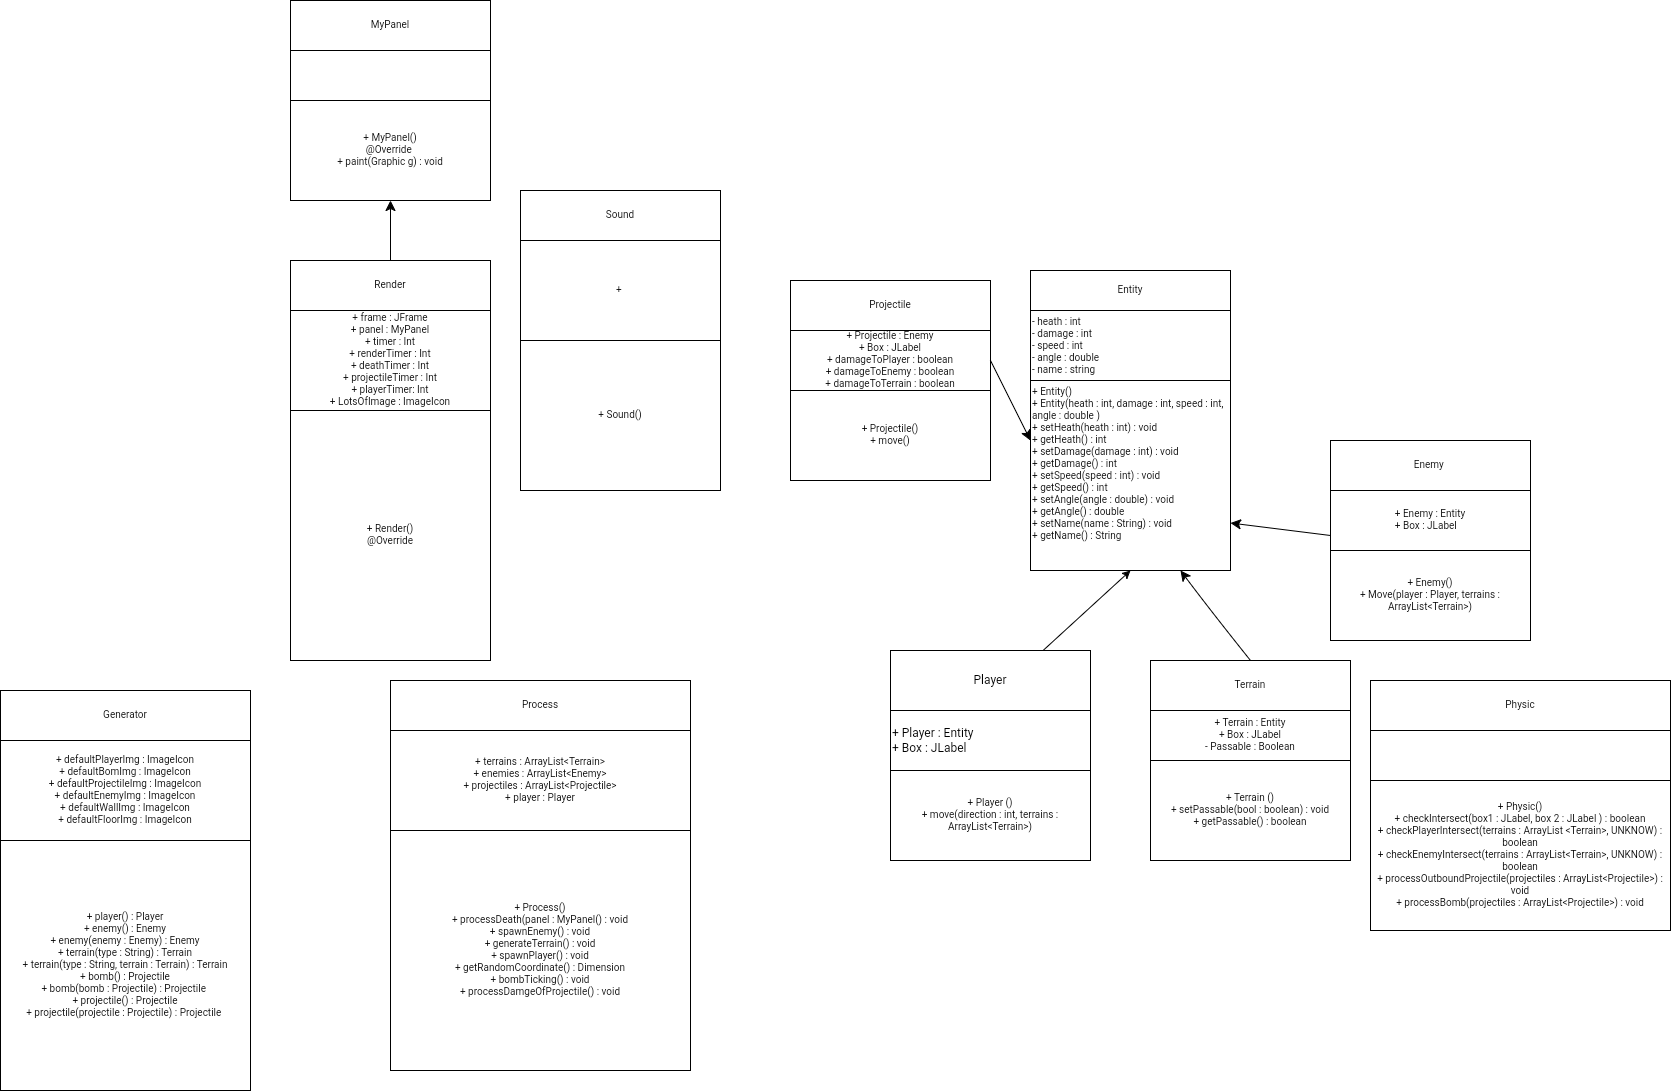 MyPanel
+ MyPanel()
@Override
+ paint(Graphic g) : void
Render
+ frame : JFrame
+ panel : MyPanel
+ timer : Int
+ renderTimer : Int
+ deathTimer : Int
+ projectileTimer : Int
+ playerTimer: Int
+ LotsOfImage : ImageIcon
+ Render()
@Override
Sound
+
+ Sound()
Projectile
+ Projectile : Enemy
+ Box : JLabel
+ damageToPlayer : boolean
+ damageToEnemy : boolean
+ damageToTerrain : boolean
+ Projectile()
+ move()
Entity
- heath : int
- damage : int
- speed : int
- angle : double
- name : string
+ Entity()
+ Entity(heath : int, damage : int, speed : int,
angle : double )
+ setHeath(heath : int) : void
+ getHeath() : int
+ setDamage(damage : int) : void
+ getDamage() : int
+ setSpeed(speed : int) : void
+ getSpeed() : int
+ setAngle(angle : double) : void
+ getAngle() : double
+ setName(name : String) : void
+ getName() : String
Enemy
+ Enemy : Entity
+ Box : JLabel
+ Enemy()
+ Move(player : Player, terrains :
ArrayList<Terrain>)
Generator
+ defaultPlayerImg : ImageIcon
+ defaultBomImg : ImageIcon
+ defaultProjectileImg : ImageIcon
+ defaultEnemyImg : ImageIcon
+ defaultWallImg : ImageIcon
+ defaultFloorImg : ImageIcon
+ player() : Player
+ enemy() : Enemy
+ enemy(enemy : Enemy) : Enemy
+ terrain(type : String) : Terrain
+ terrain(type : String, terrain : Terrain) : Terrain
+ bomb() : Projectile
+ bomb(bomb : Projectile) : Projectile
+ projectile() : Projectile
+ projectile(projectile : Projectile) : Projectile
Process
+ terrains : ArrayList<Terrain>
+ enemies : ArrayList<Enemy>
+ projectiles : ArrayList<Projectile>
+ player : Player
+ Process()
+ processDeath(panel : MyPanel() : void
+ spawnEnemy() : void
+ generateTerrain() : void
+ spawnPlayer() : void
+ getRandomCoordinate() : Dimension
+ bombTicking() : void
+ processDamgeOfProjectile() : void
Player
+ Player : Entity
+ Box : JLabel
+ Player ()
+ move(direction : int, terrains :
ArrayList<Terrain>)
Terrain
+ Terrain : Entity
+ Box : JLabel
- Passable : Boolean
+ Terrain ()
+ setPassable(bool : boolean) : void
+ getPassable() : boolean
Physic
+ Physic()
+ checkIntersect(box1 : JLabel, box 2 : JLabel ) : boolean
+ checkPlayerIntersect(terrains : ArrayList <Terrain>, UNKNOW) :
boolean
+ checkEnemyIntersect(terrains : ArrayList<Terrain>, UNKNOW) :
boolean
+ processOutboundProjectile(projectiles : ArrayList<Projectile>) :
void
+ processBomb(projectiles : ArrayList<Projectile>) : void